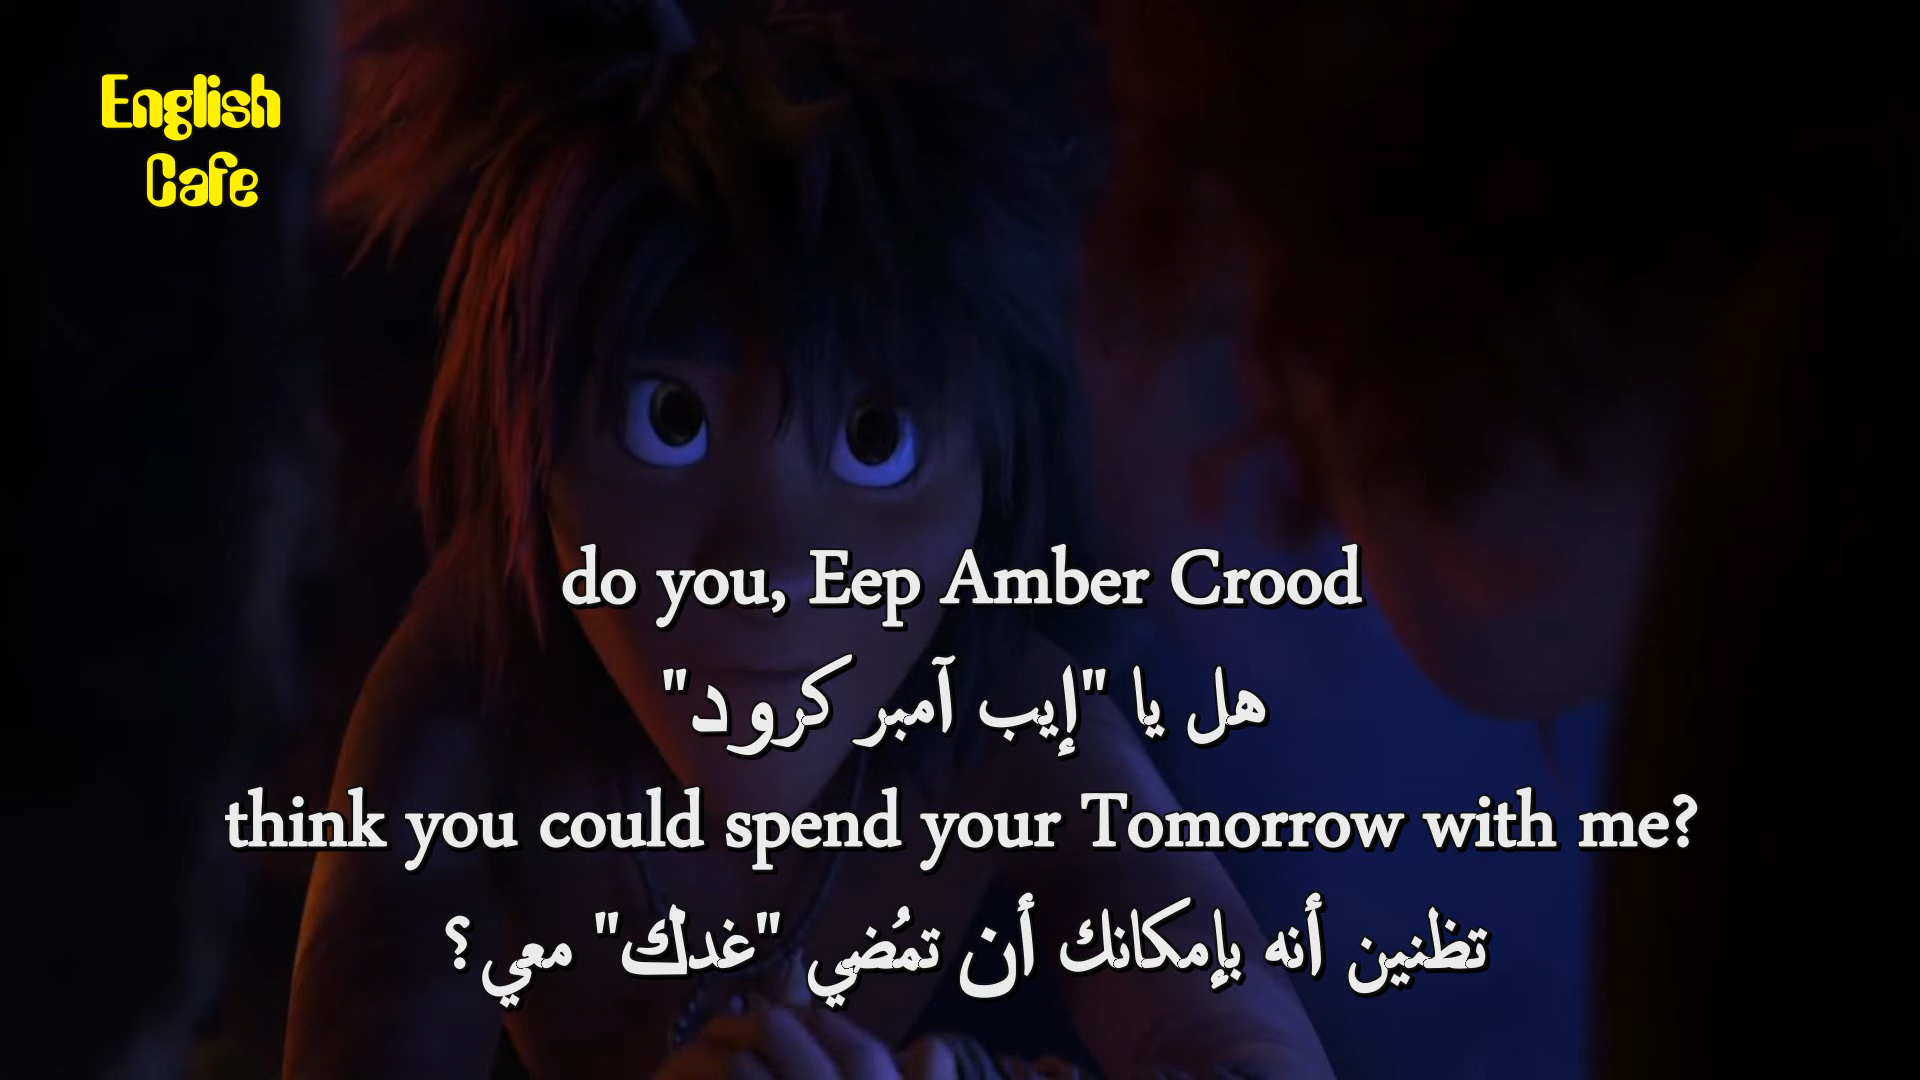 English
Cafe
do you, Eep Amber Crood
هل يا "إيب آمبر كرود"
think you could spend your Tomorrow with me?
تظنين أنه بإمكانك أن تمُضي "غدك" معي؟